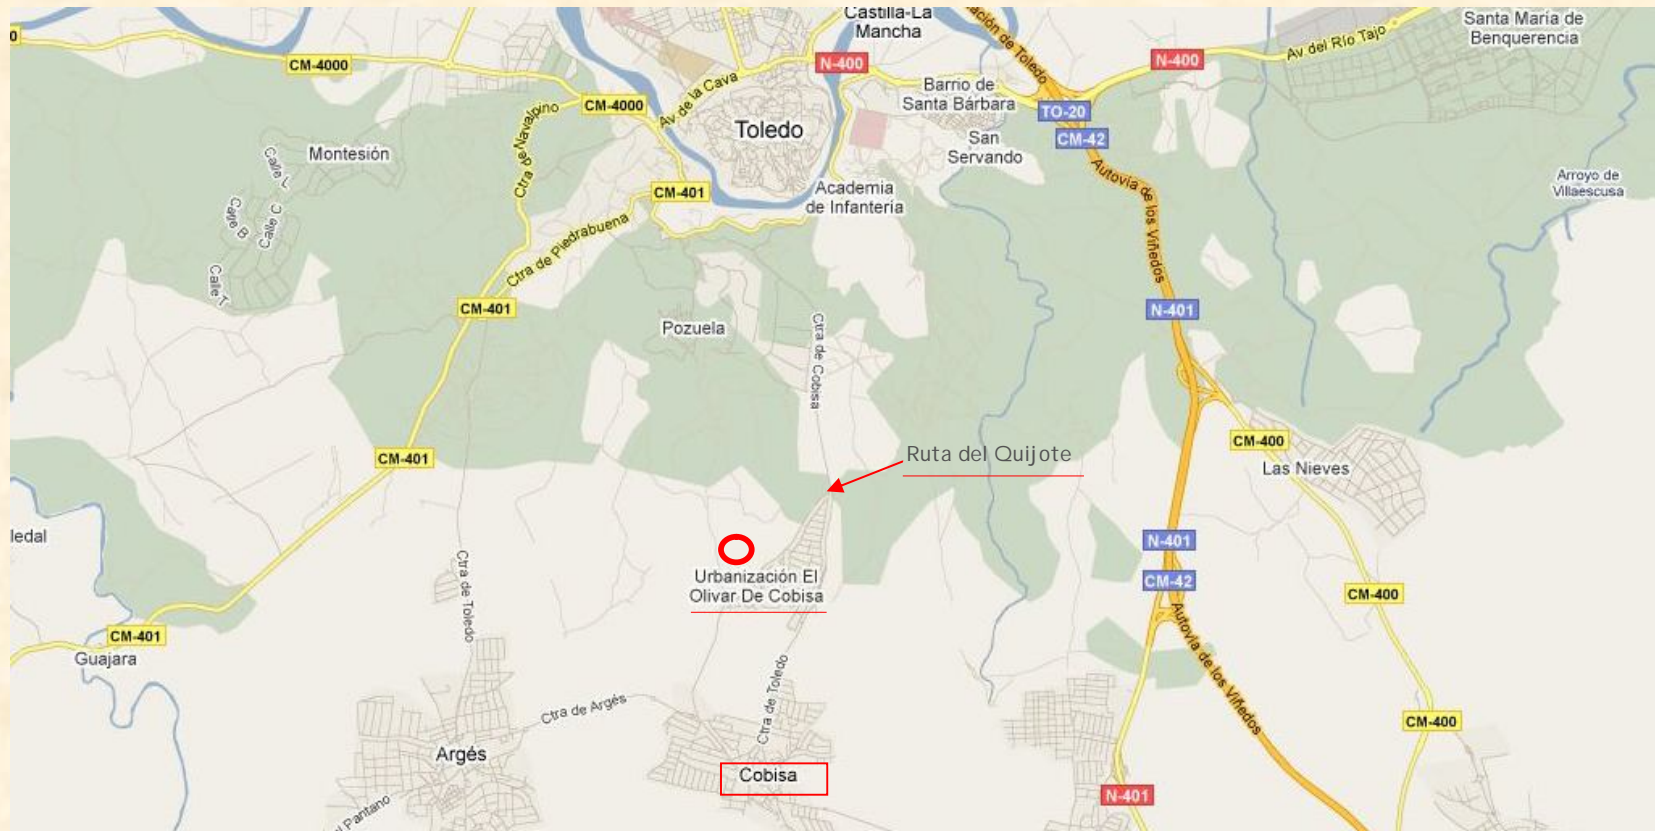 Castilla-La
Mancha
Santa María de
Benquerencia
0
CM-4000
N-400
ación de Toledo
N-400
Av del Río Tajo
Av de la Cava
Barrio de
Santa Bárbara
CM-4000
Ctra de Navalpino
Toledo
TO-20
CM-42
San
Servando
Montesión
Calle L
Calle C
Calle B
Calle T
CM-401
Academia
de Infantería
Autovía de los Viñedos
Arroyo de
Villaescusa
Ctra de Piedrabuena
CM-401
Pozuela
Ctra de Cobisa
N-401
CM-401
Ruta del Quijote
CM-400
Las Nieves
ledal
N-401
CM-42
Urbanización El
Olivar De Cobisa
Ctra de Toledo
CM-400
CM-401
Guajara
Autovía de los Viñedos
Ctra de Argés
Ctra de Toledo
CM-400
Argés
Cobisa
N-401
l Pantano